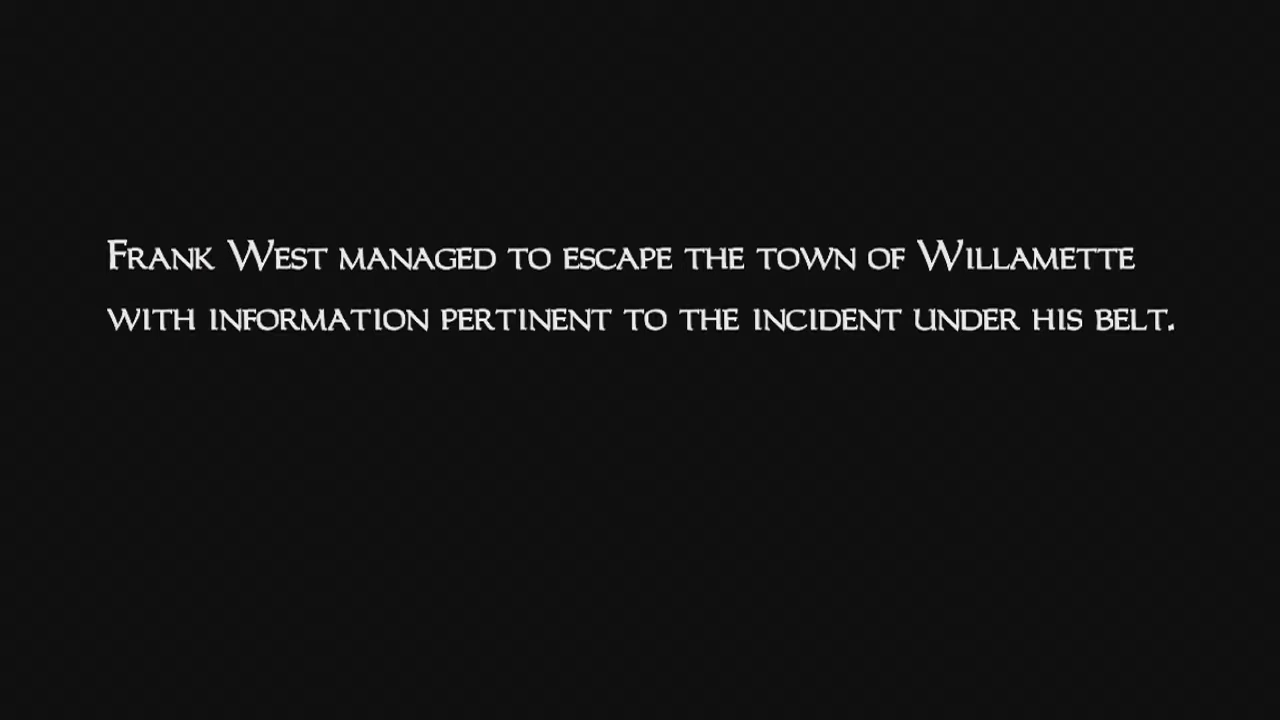 Frank West managed to escape the town of Willamette
with information pertinent to the incident under his belt.